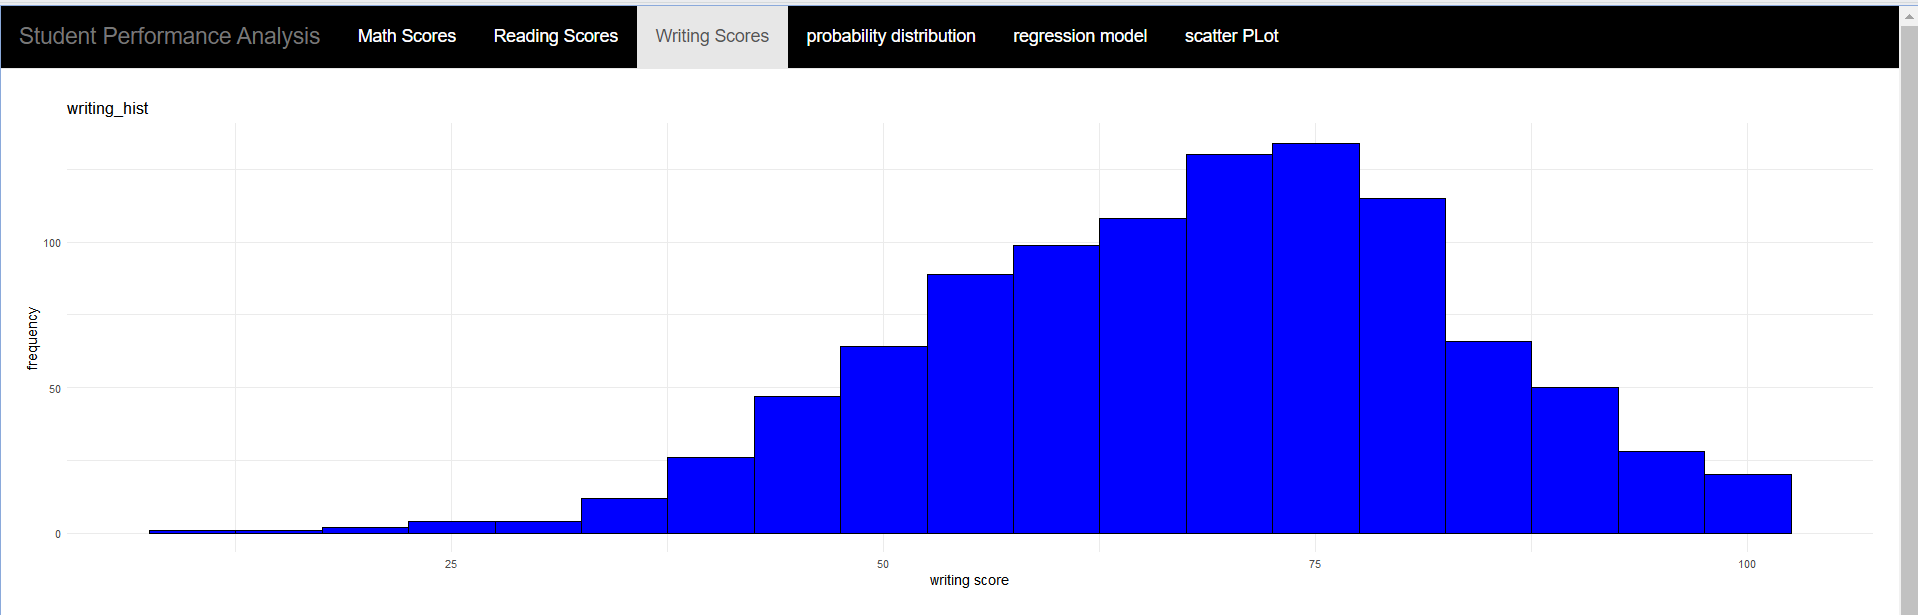 Student Performance Analysis Math Scores Reading Scores Writing Scores probability distribution regression model scatter PLot
writing_hist
100
50
0
frequency
25 50 75 100
writing score